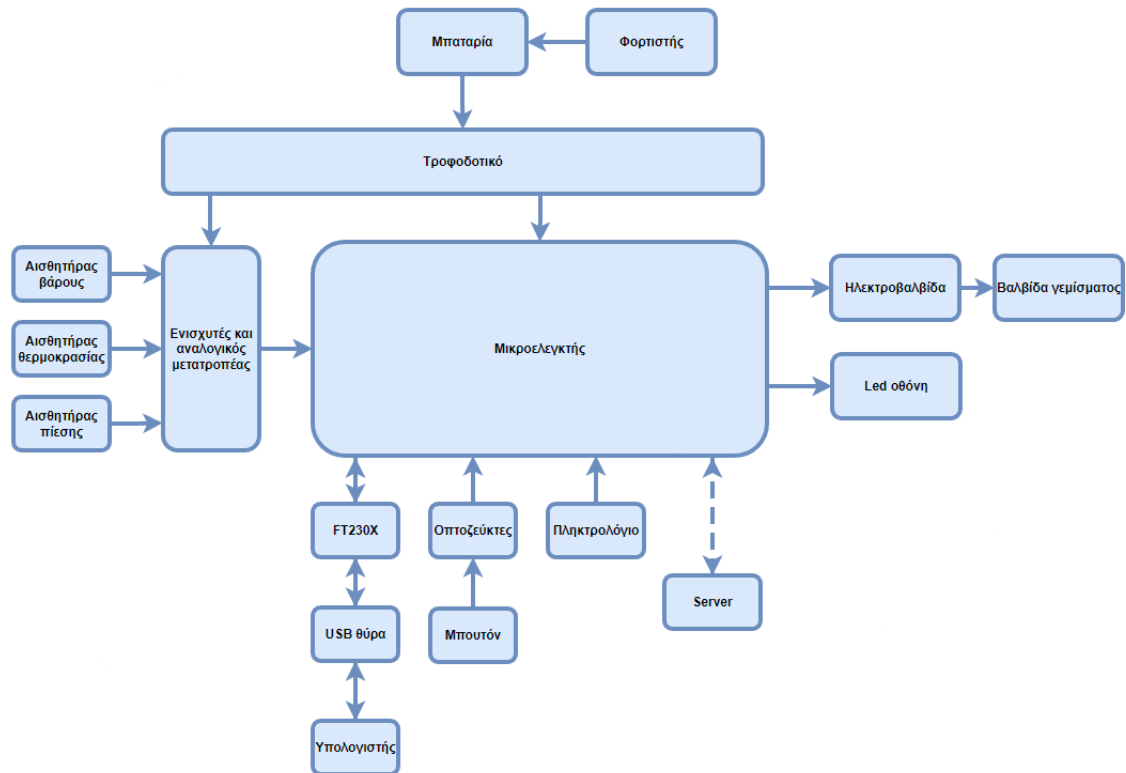 Μπαταρία
Φορτιστής
Τροφοδοτικό
Αισθητήρας
βάρους
Αισθητήρας
θερμοκρασίας
Αισθητήρας
πίεσης
Ενισχυτές και
αναλογικός
μετατροπέας
Μικροελεγκτής
Ηλεκτροβαλβίδα
Βαλβίδα γεμίσματος
Led οθόνη
FT230X
Οπτοζεύκτες
Πληκτρολόγιο
Server
USB θύρα
Μπουτόν
Υπολογιστής